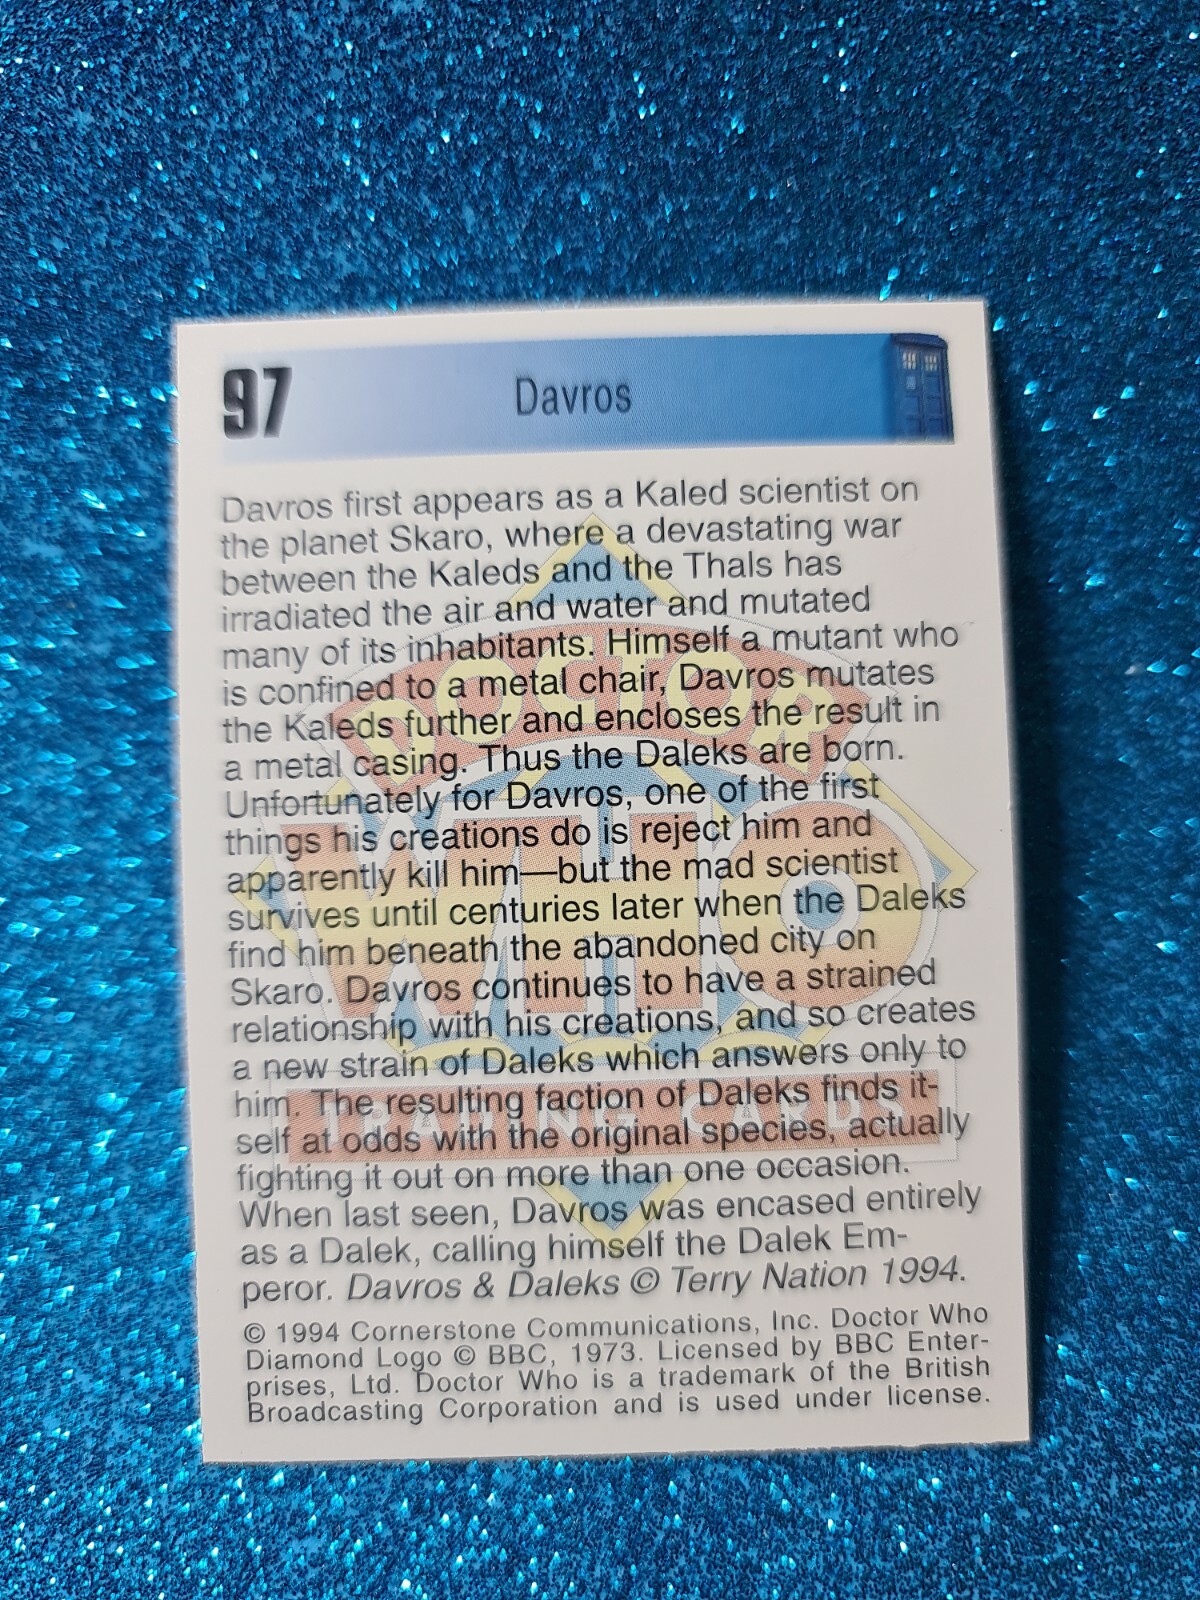 97
Davros
Davros first appears as a Kaled scientist on
the planet Skaro, where a devastating war
between the Kaleds and the Thals has
irradiated the air and water and mutated
many of its inhabitants. Himself a mutant who
is confined to a metal chair, Davros mutates
the Kaleds further and encloses the result in
a metal casing. Thus the Daleks are born.
Unfortunately for Davros, one of the first
things his creations do is reject him and
apparently kill him—but the mad scientist
survives until centuries later when the Daleks
find him beneath the abandoned city on
Skaro. Davros continues to have a strained
relationship with his creations, and so creates
a new strain of Daleks which answers only to
him. The resulting faction of Daleks finds it-
self at odds with the original species, actually
fighting it out on more than one occasion.
When last seen, Davros was encased entirely
as a Dalek, calling himself the Dalek Em-
peror. Davros & Daleks © Terry Nation 1994.
© 1994 Cornerstone Communications, Inc. Doctor Who
Diamond Logo © BBC, 1973. Licensed by BBC Enter-
prises, Ltd. Doctor Who is a trademark of the British
Broadcasting Corporation and is used under license.
DOCTOR
WHO
TRADING CARDS